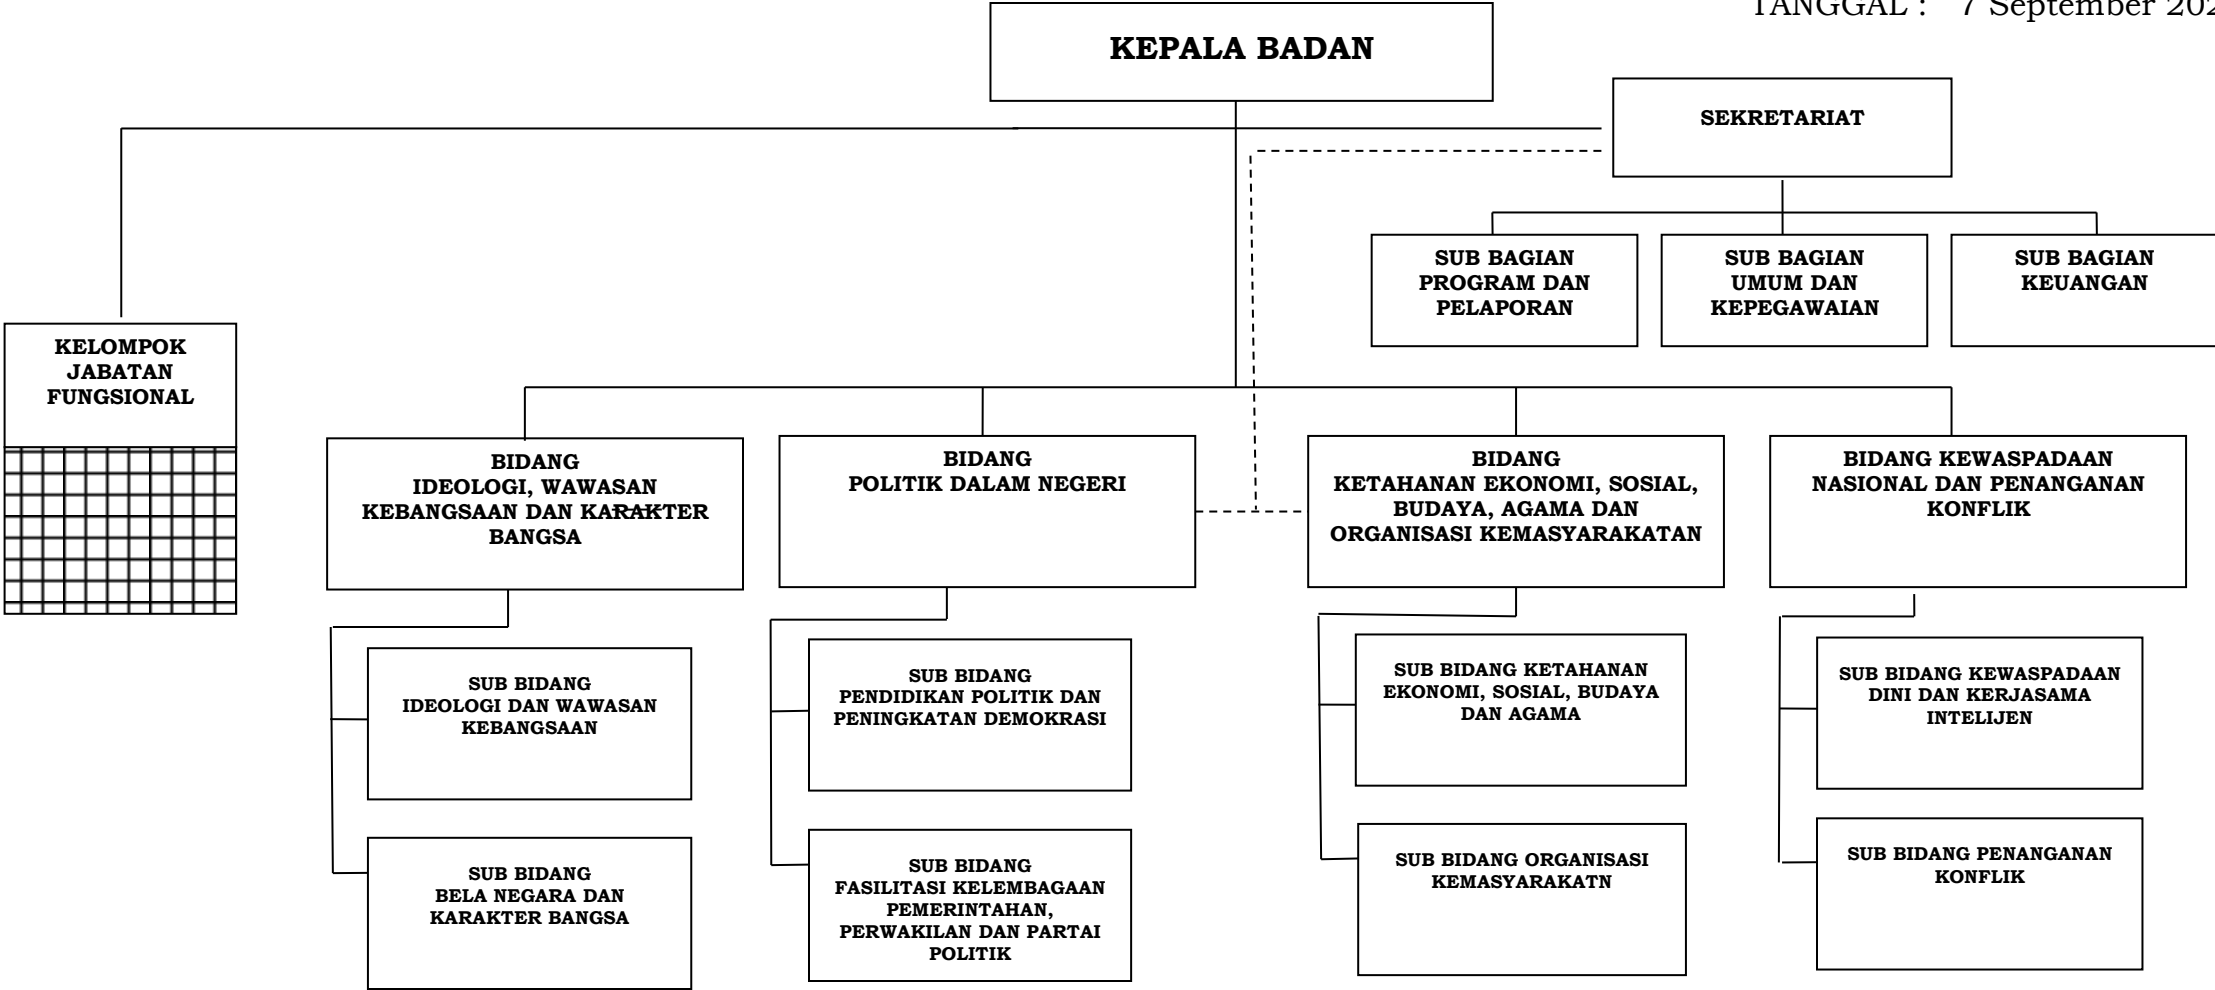 TANGGAL : 7 September 202
KEPALA BADAN
SEKRETARIAT
SUB BAGIAN
PROGRAM DAN
PELAPORAN
SUB BAGIAN
UMUM DAN
KEPEGAWAIAN
SUB BAGIAN
KEUANGAN
KELOMPOK
JABATAN
FUNGSIONAL
BIDANG
IDEOLOGI, WAWASAN
KEBANGSAAN DAN KARAKTER
BANGSA
BIDANG
POLITIK DALAM NEGERI
BIDANG
KETAHANAN EKONOMI, SOSIAL,
BUDAYA, AGAMA DAN
ORGANISASI KEMASYARAKATAN
BIDANG KEWASPADAAN
NASIONAL DAN PENANGANAN
KONFLIK
SUB BIDANG
IDEOLOGI DAN WAWASAN
KEBANGSAAN
SUB BIDANG
PENDIDIKAN POLITIK DAN
PENINGKATAN DEMOKRASI
SUB BIDANG KETAHANAN
EKONOMI, SOSIAL, BUDAYA
DAN AGAMA
SUB BIDANG KEWASPADAAN
DINI DAN KERJASAMA
INTELIJEN
SUB BIDANG
BELA NEGARA DAN
KARAKTER BANGSA
SUB BIDANG
FASILITASI KELEMBAGAAN
PEMERINTAHAN,
PERWAKILAN DAN PARTAI
POLITIK
SUB BIDANG ORGANISASI
KEMASYARAKATN
SUB BIDANG PENANGANAN
KONFLIK